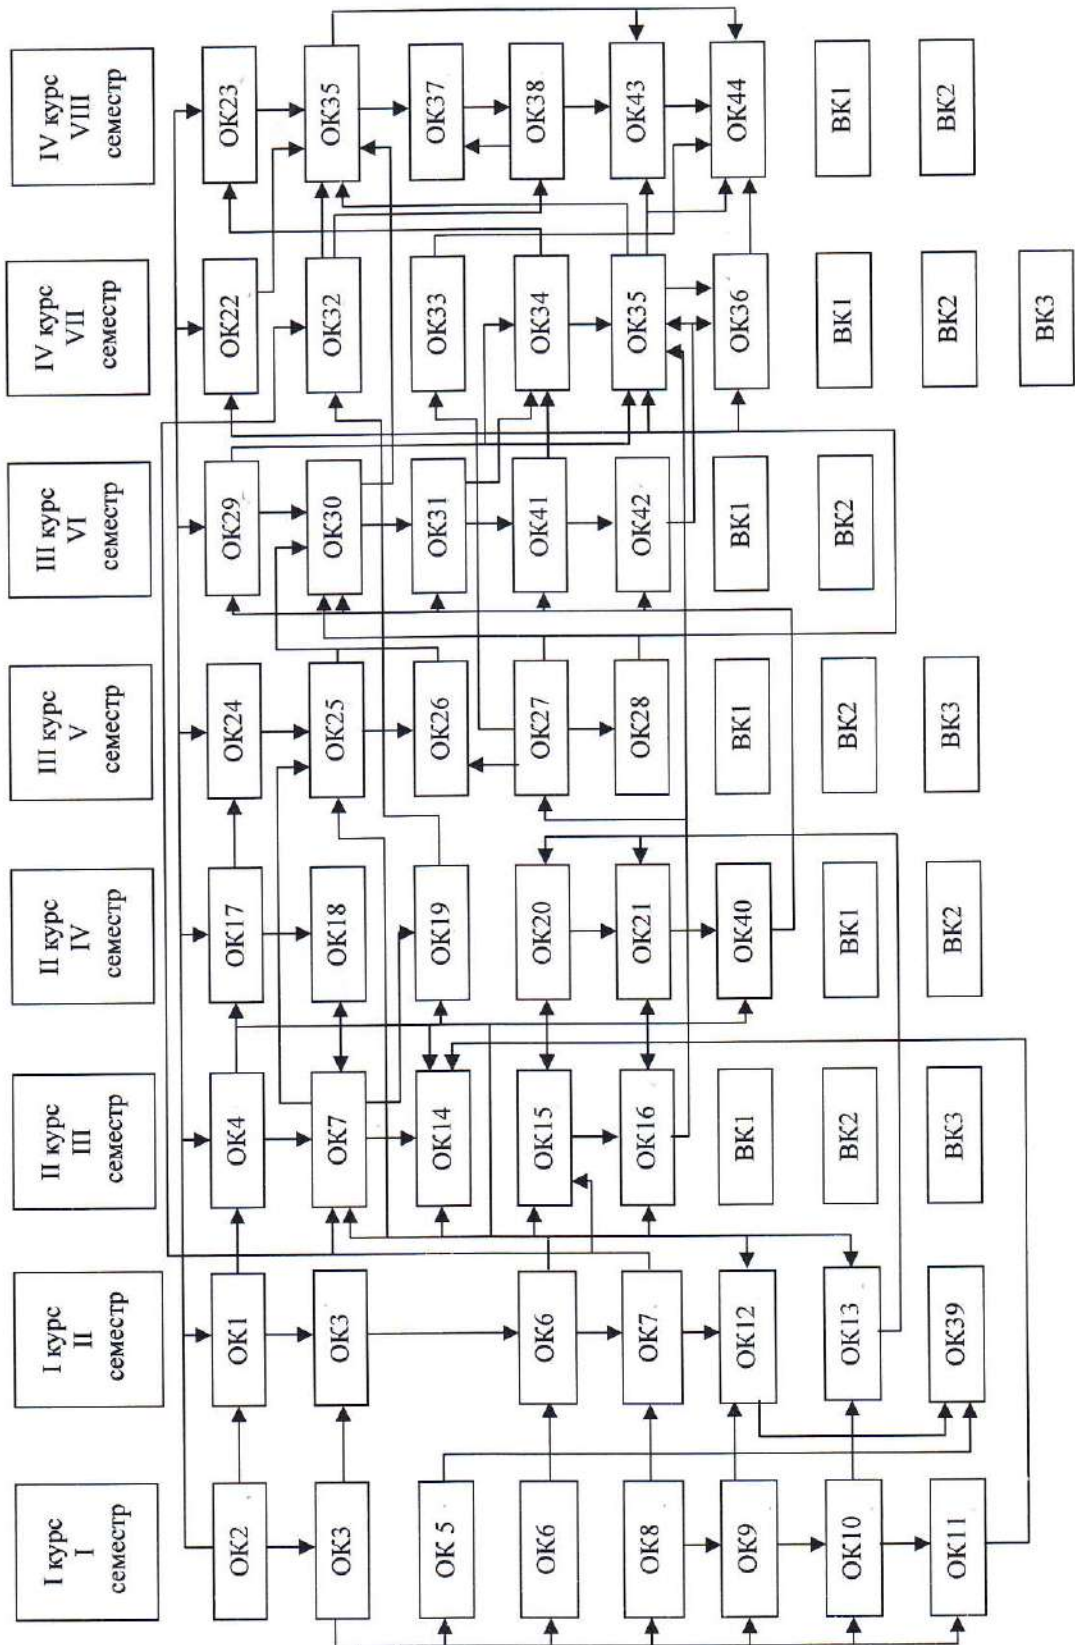 I курс
I
семестр
ОК2
ОК3
ОК 5
ОК6
ОК8
ОК9
ОК10
ОК11
I курс
II
семестр
ОК1
ОК3
ОК6
ОК7
ОК12
ОК13
ОК39
II курс
III
семестр
ОК4
ОК7
ОК14
ОК15
ОК16
ВК1
ВК2
ВК3
II курс
IV
семестр
ОК17
ОК18
ОК19
ОК20
ОК21
ОК40
ВК1
ВК2
III курс
V
семестр
ОК24
ОК25
ОК26
ОК27
ОК28
ВК1
ВК2
ВК3
III курс
VI
семестр
ОК29
ОК30
ОК31
ОК41
ОК42
ВК1
ВК2
IV курс
VII
семестр
ОК22
ОК32
ОК33
ОК34
ОК35
ОК36
ВК1
ВК2
ВК3
IV курс
VIII
семестр
ОК23
ОК35
ОК37
ОК38
ОК43
ОК44
ВК1
ВК2